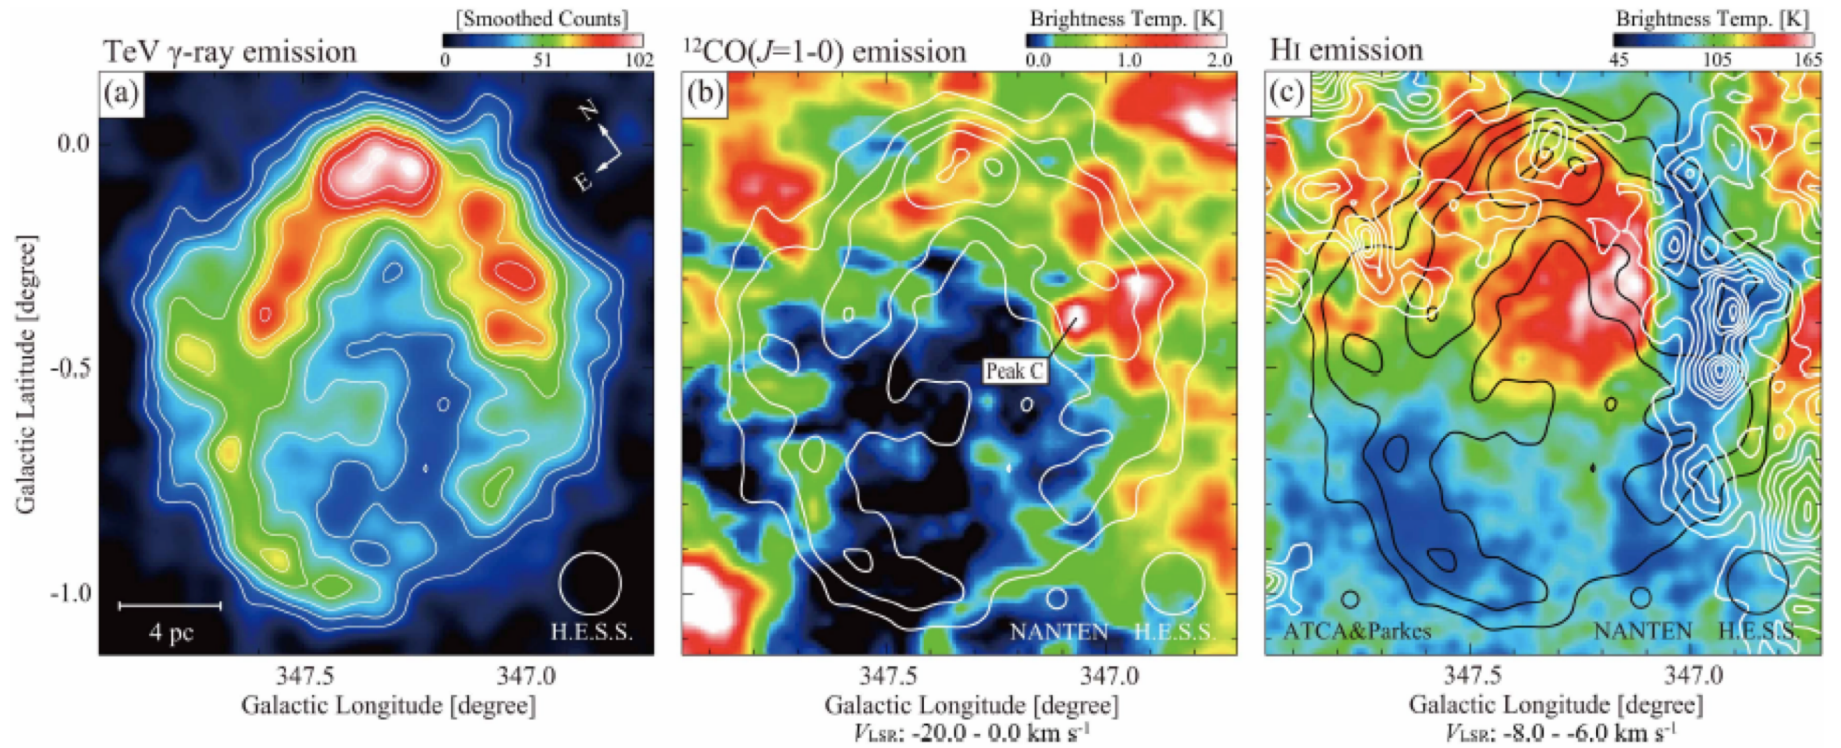 [Smoothed Counts]
TeV γ-ray emission
0 51 102
(a)
N
E
0.0
-0.5
-1.0
Galactic Latitude [degree]
4 pc
H.E.S.S.
347.5 347.0
Galactic Longitude [degree]
Brightness Temp. [K]
¹²CO(J=1-0) emission
0.0 1.0 2.0
(b)
Peak C
NANTEN H.E.S.S.
347.5 347.0
Galactic Longitude [degree]
VLSR: -20.0 - 0.0 km s⁻¹
Brightness Temp. [K]
HI emission
45 105 165
(c)
ATCA&Parkes NANTEN H.E.S.S.
347.5 347.0
Galactic Longitude [degree]
VLSR: -8.0 - -6.0 km s⁻¹